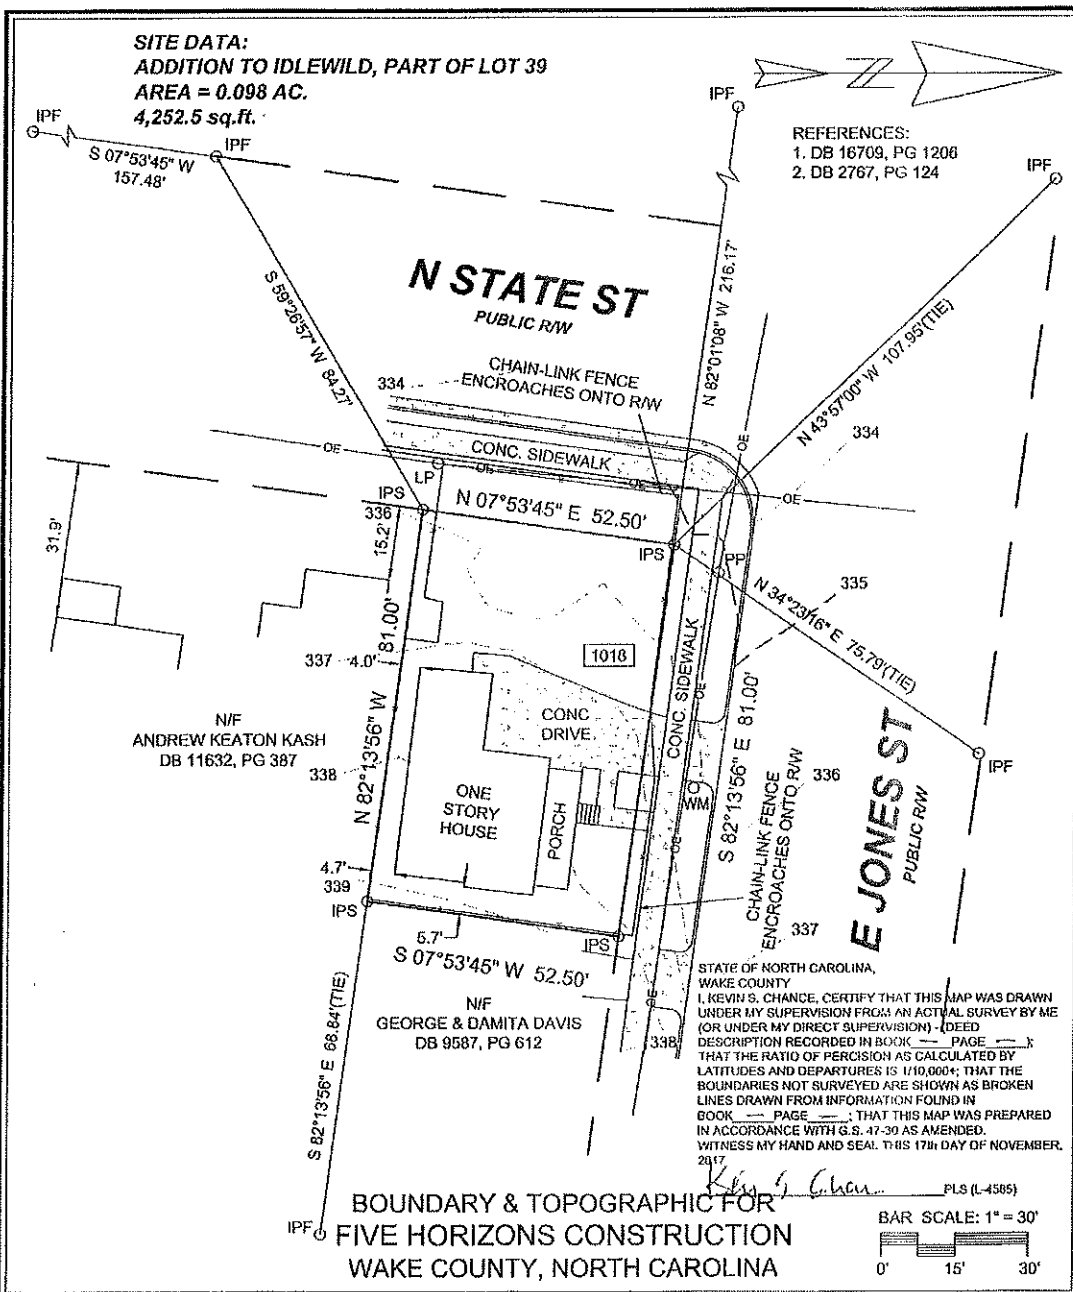 SITE DATA:
ADDITION TO IDLEWILD, PART OF LOT 39
AREA = 0.098 AC.
4,252.5 sq.ft.
IPF
S 07°53'45" W
157.48'
IPF
IPF
REFERENCES:
1. DB 16709, PG 1206
2. DB 2767, PG 124
IPF
N STATE ST
PUBLIC R/W
S 59°26'57" W 84.27'
N 82°01'08" W 216.17'
N 43°57'00" W 107.95'(TIE)
334
CHAIN-LINK FENCE
ENCROACHES ONTO R/W
334
OE
OE
CONC. SIDEWALK
OE
OE
OE
LP
IPS
336
N 07°53'45" E 52.50'
IPS
PP
31.9'
15.2'
N 34°23'16" E 75.79'(TIE)
335
337
4.0'
N 82°13'56" W 81.00'
1018
CONC. SIDEWALK
OE
S 82°13'56" E 81.00'
N/F
ANDREW KEATON KASH
DB 11632, PG 387
CONC
DRIVE
338
ONE
STORY
HOUSE
PORCH
WM
OE
IPF
336
E JONES ST
PUBLIC R/W
CHAIN-LINK FENCE
ENCROACHES ONTO R/W
4.7'
339
IPS
5.7'
IPS
337
S 07°53'45" W 52.50'
N/F
GEORGE & DAMITA DAVIS
DB 9587, PG 612
OE
338
S 82°13'56" E 68.84'(TIE)
IPF
STATE OF NORTH CAROLINA,
WAKE COUNTY
I, KEVIN S. CHANCE, CERTIFY THAT THIS MAP WAS DRAWN
UNDER MY SUPERVISION FROM AN ACTUAL SURVEY BY ME
(OR UNDER MY DIRECT SUPERVISION) - (DEED
DESCRIPTION RECORDED IN BOOK — PAGE — );
THAT THE RATIO OF PERCISION AS CALCULATED BY
LATITUDES AND DEPARTURES IS 1/10,000+; THAT THE
BOUNDARIES NOT SURVEYED ARE SHOWN AS BROKEN
LINES DRAWN FROM INFORMATION FOUND IN
BOOK — PAGE — ; THAT THIS MAP WAS PREPARED
IN ACCORDANCE WITH G.S. 47-30 AS AMENDED.
WITNESS MY HAND AND SEAL THIS 17th DAY OF NOVEMBER,
2017
PLS (L-4585)
BOUNDARY & TOPOGRAPHIC FOR
FIVE HORIZONS CONSTRUCTION
WAKE COUNTY, NORTH CAROLINA
BAR SCALE: 1" = 30'
0' 15' 30'